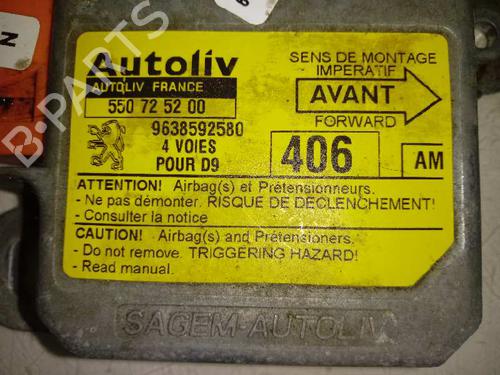 Autoliv
AUTOLIV FRANCE
550 72 52 00
9638592580
4 VOIES
POUR D9
SENS DE MONTAGE
IMPERATIF
AVANT
FORWARD
406
AM
ATTENTION! Airbag(s) et Prétensionneurs.
- Ne pas démonter. RISQUE DE DECLENCHEMENT!
- Consulter la notice
CAUTION! Airbag(s) and Prétensioners.
- Do not remove. TRIGGERING HAZARD!
- Read manual.
SAGEM-AUTOLIV
B-PARTS